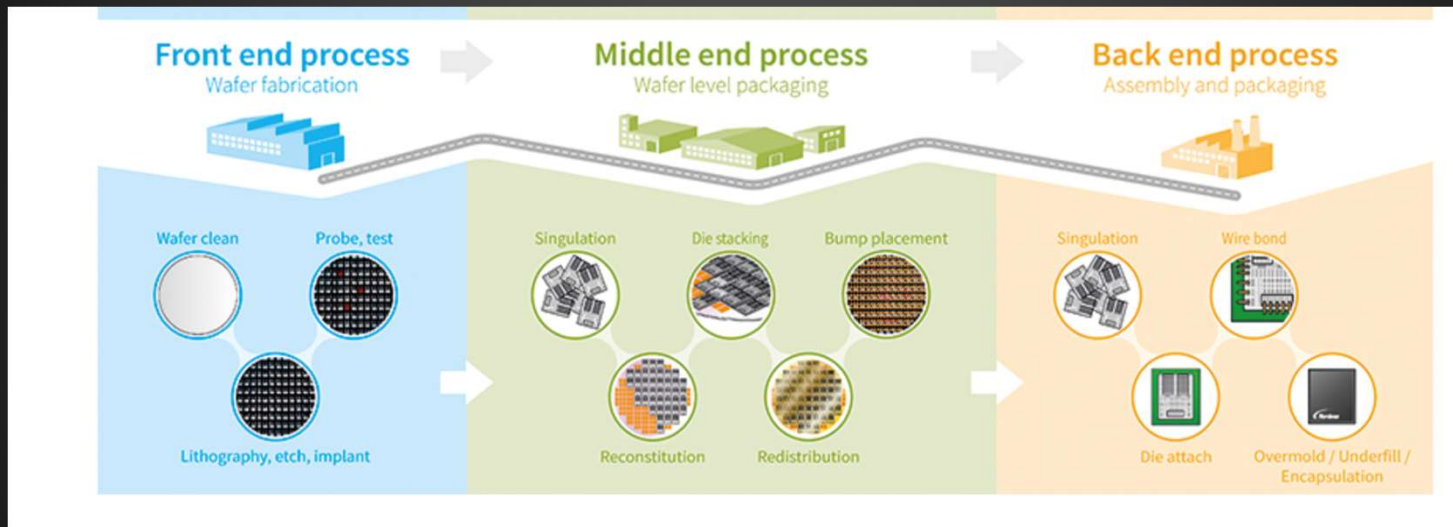 Front end process
Wafer fabrication
Middle end process
Wafer level packaging
Back end process
Assembly and packaging
Wafer clean
Probe, test
Lithography, etch, implant
Singulation
Die stacking
Bump placement
Reconstitution
Redistribution
Singulation
Wire bond
Die attach
Overmold / Underfill /
Encapsulation